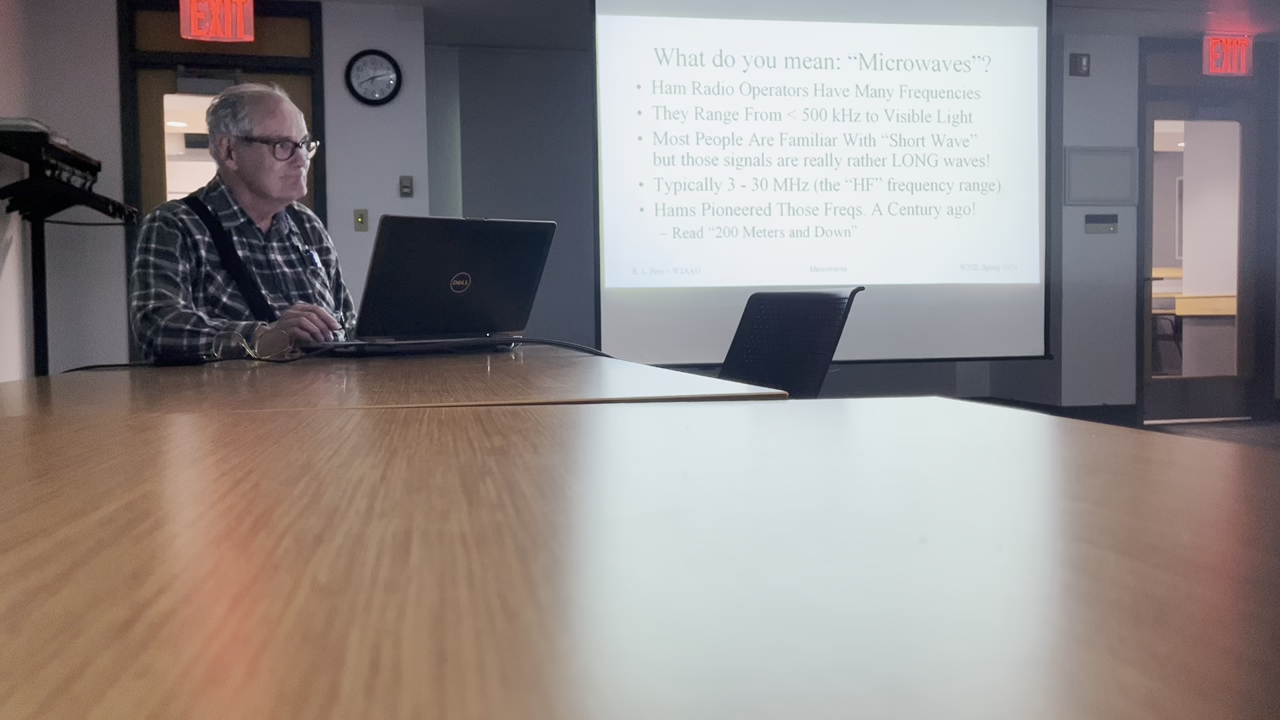 EXIT
What do you mean: “Microwaves”?
• Ham Radio Operators Have Many Frequencies
• They Range From < 500 kHz to Visible Light
• Most People Are Familiar With “Short Wave”
but those signals are really rather LONG waves!
• Typically 3 - 30 MHz (the “HF” frequency range)
• Hams Pioneered Those Freqs. A Century ago!
– Read “200 Meters and Down”
Microwaves
EXIT
DELL